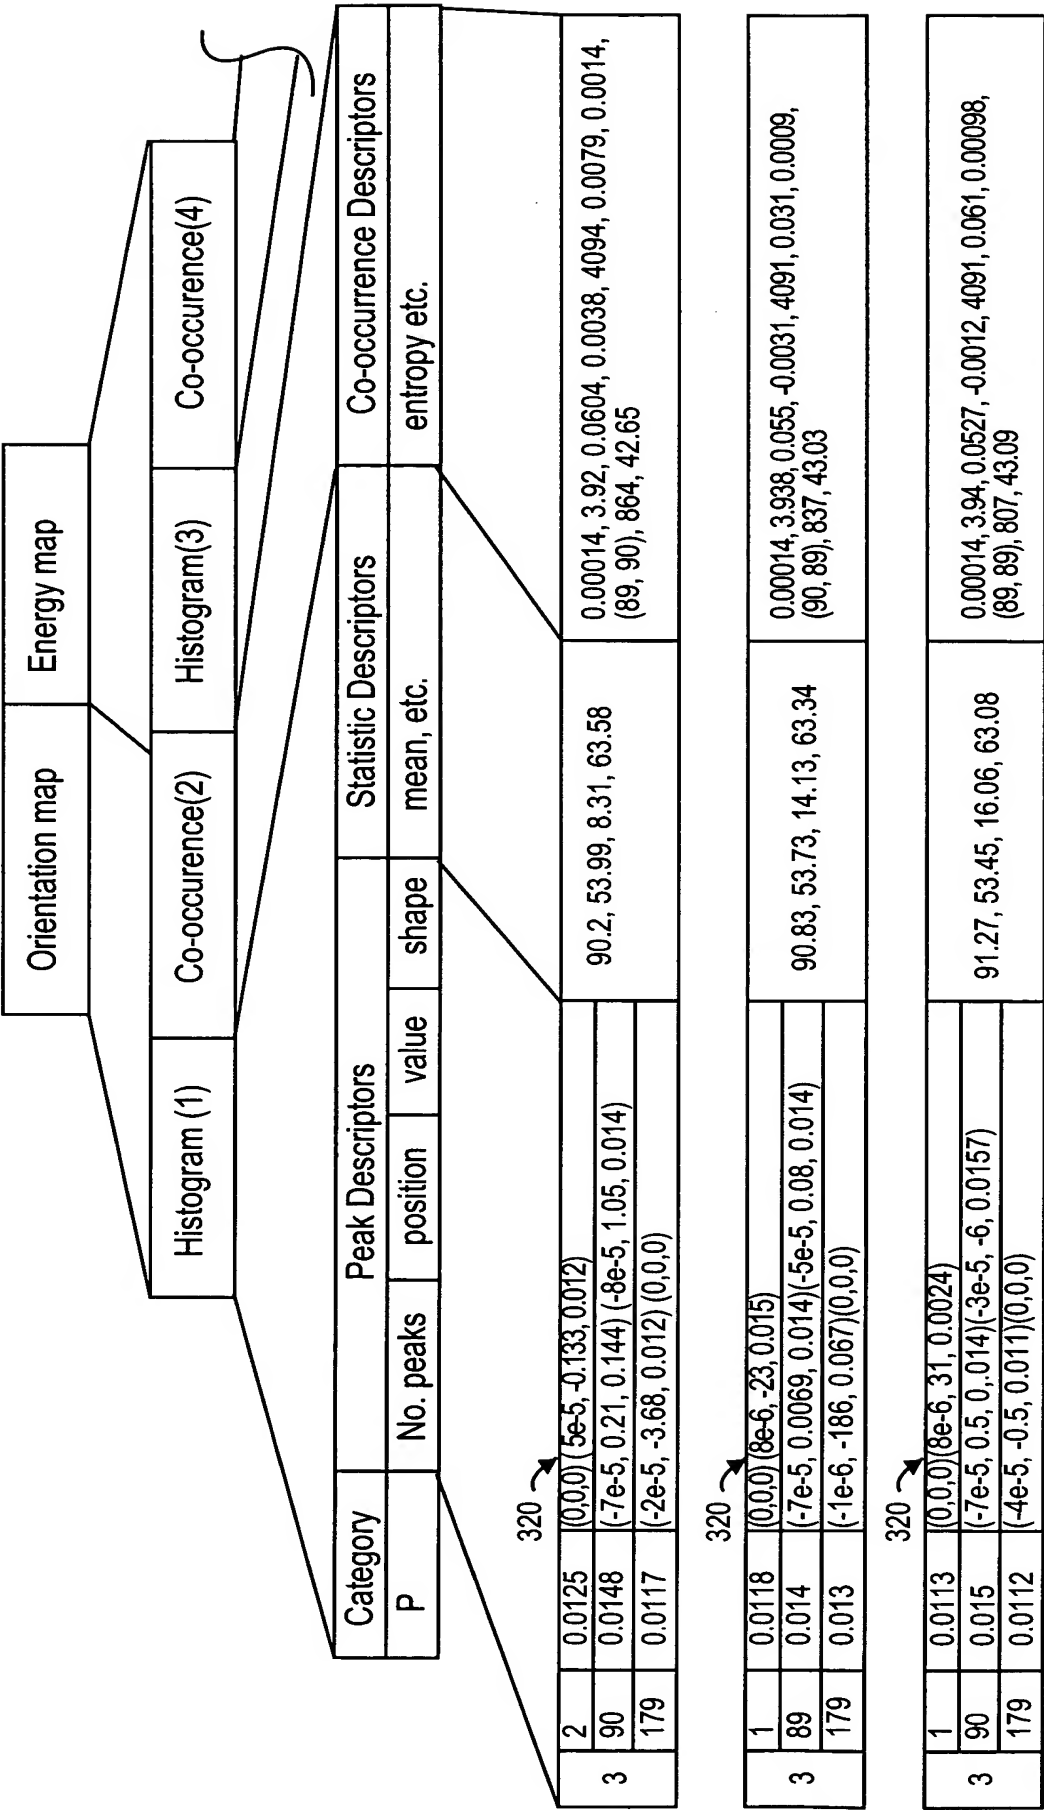 Orientation map
Energy map
Histogram (1)
Co-occurence(2)
Histogram(3)
Co-occurence(4)
Category
Peak Descriptors
Statistic Descriptors
Co-occurrence Descriptors
P
No. peaks
position
value
shape
mean, etc.
entropy etc.
320
3
2
0.0125
(0,0,0) ( 5e-5, -0.133, 0.012)
90
0.0148
(-7e-5, 0.21, 0.144) (-8e-5, 1.05, 0.014)
179
0.0117
(-2e-5, -3.68, 0.012) (0,0,0)
90.2, 53.99, 8.31, 63.58
0.00014, 3.92, 0.0604, 0.0038, 4094, 0.0079, 0.0014,
(89, 90), 864, 42.65
320
3
1
0.0118
(0,0,0) (8e-6, -23, 0.015)
89
0.014
(-7e-5, 0.0069, 0.014)(-5e-5, 0.08, 0.014)
179
0.013
(-1e-6, -186, 0.067)(0,0,0)
90.83, 53.73, 14.13, 63.34
0.00014, 3.938, 0.055, -0.0031, 4091, 0.031, 0.0009,
(90, 89), 837, 43.03
320
3
1
0.0113
(0,0,0)(8e-6, 31, 0.0024)
90
0.015
(-7e-5, 0.5, 0,.014)(-3e-5, -6, 0.0157)
179
0.0112
(-4e-5, -0.5, 0.011)(0,0,0)
91.27, 53.45, 16.06, 63.08
0.00014, 3.94, 0.0527, -0.0012, 4091, 0.061, 0.00098,
(89, 89), 807, 43.09